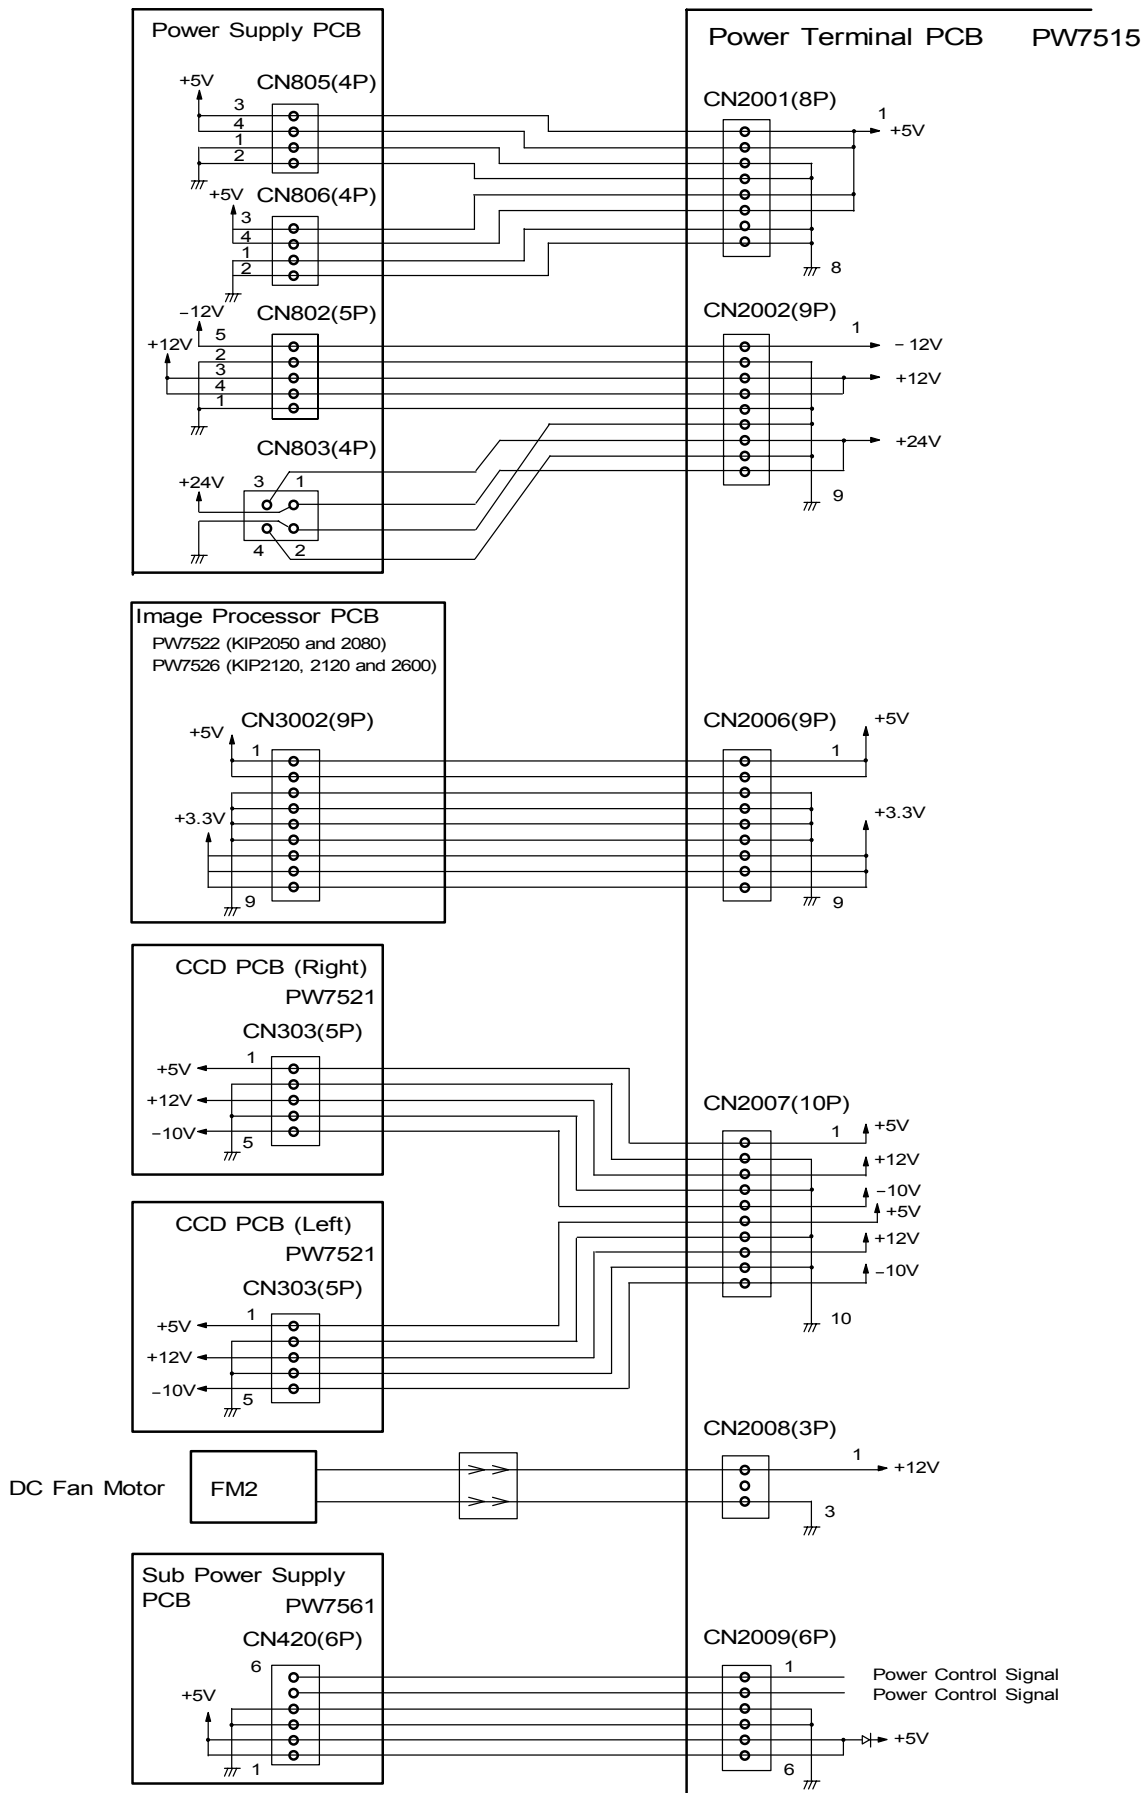 Power Supply PCB
Power Terminal PCB PW7515
+5V
CN805(4P)
3
4
1
2
CN2001(8P)
1
+5V
8
+5V
CN806(4P)
3
4
1
2
−12V
CN802(5P)
+12V
5
2
3
4
1
CN2002(9P)
1
− 12V
+12V
+24V
9
CN803(4P)
+24V
3 1
4 2
Image Processor PCB
PW7522 (KIP2050 and 2080)
PW7526 (KIP2120, 2120 and 2600)
CN3002(9P)
+5V
1
+3.3V
9
CN2006(9P)
+5V
1
+3.3V
9
CCD PCB (Right)
PW7521
CN303(5P)
1
+5V
+12V
−10V
5
CN2007(10P)
1
+5V
+12V
−10V
+5V
+12V
−10V
10
CCD PCB (Left)
PW7521
CN303(5P)
1
+5V
+12V
−10V
5
DC Fan Motor
FM2
CN2008(3P)
1
+12V
3
Sub Power Supply
PCB
PW7561
CN420(6P)
6
+5V
1
CN2009(6P)
1
Power Control Signal
Power Control Signal
+5V
6